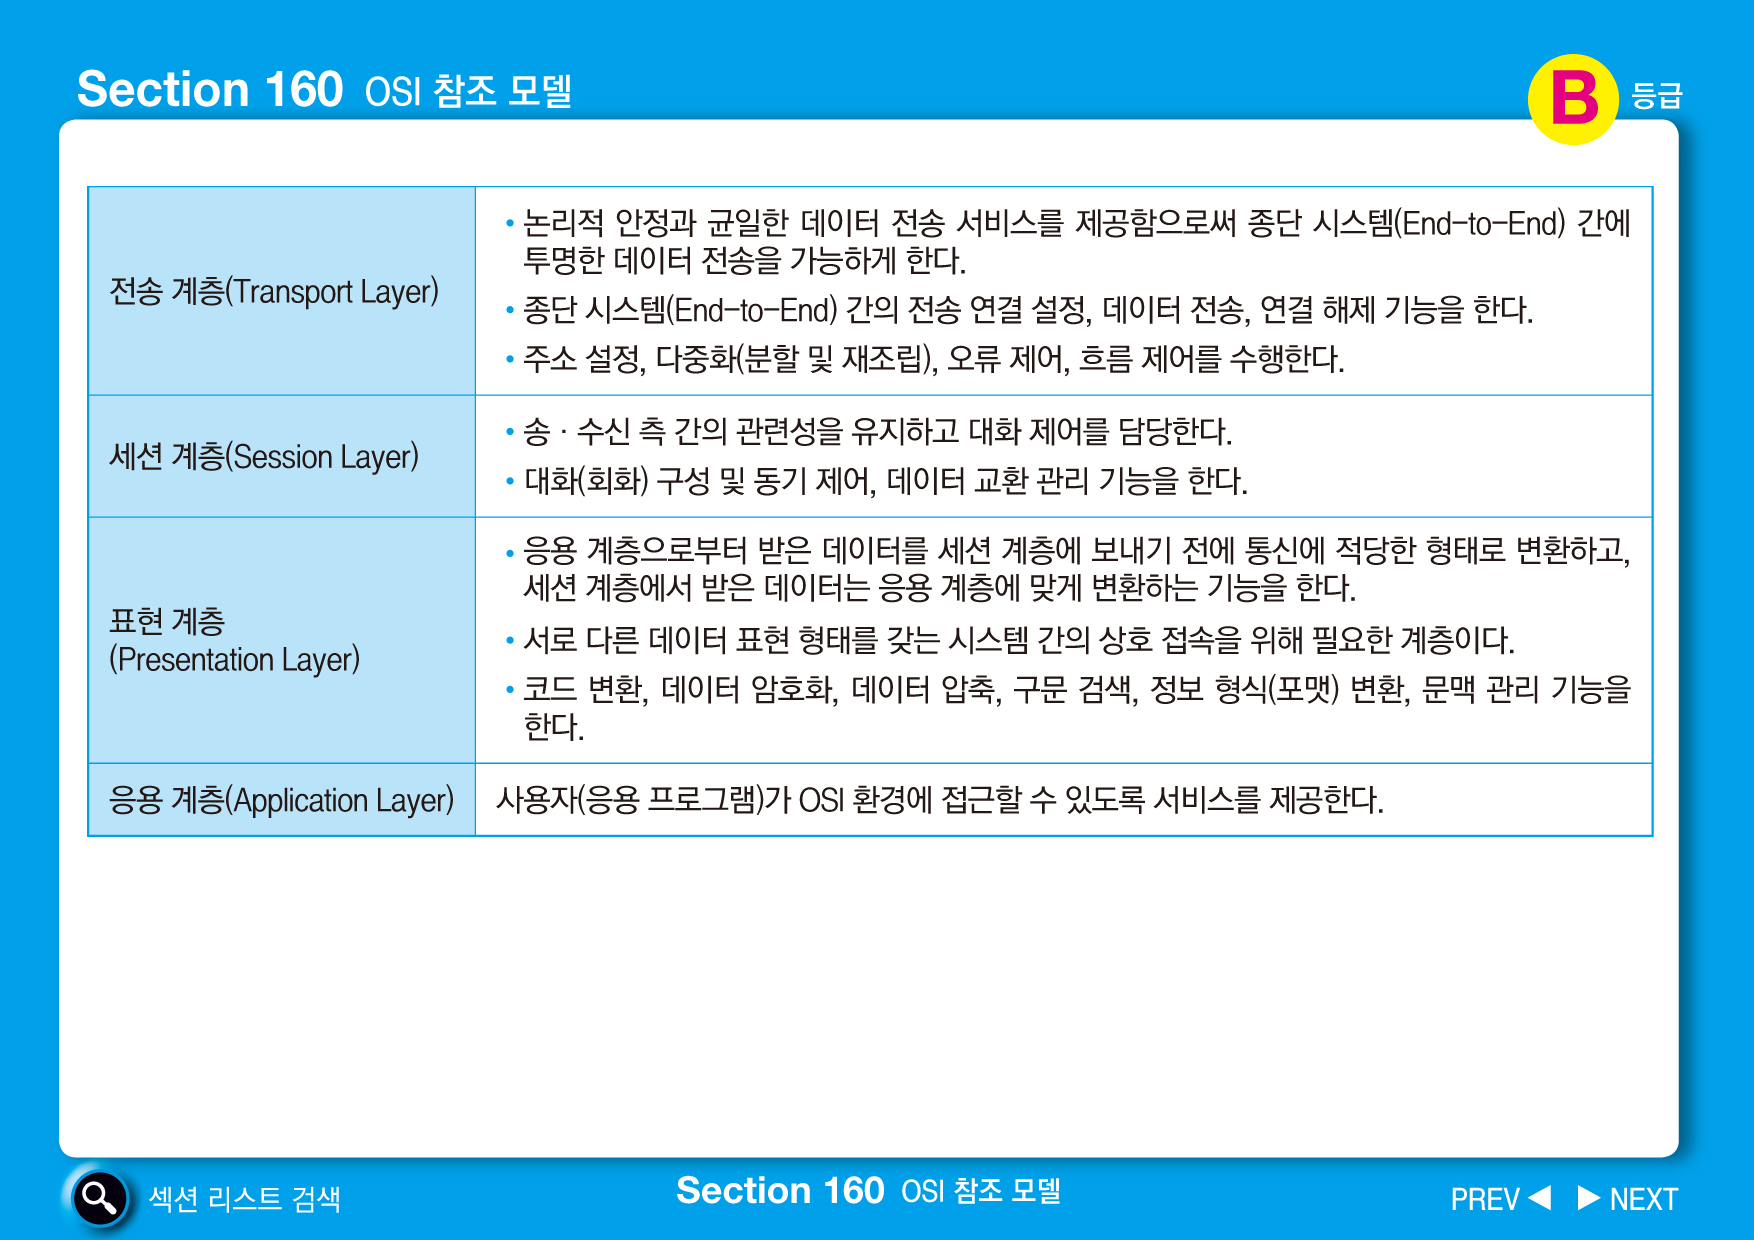 Section 160 OSI 참조 모델
B 등급
전송 계층(Transport Layer)
• 논리적 안정과 균일한 데이터 전송 서비스를 제공함으로써 종단 시스템(End-to-End) 간에
투명한 데이터 전송을 가능하게 한다.
• 종단 시스템(End-to-End) 간의 전송 연결 설정, 데이터 전송, 연결 해제 기능을 한다.
• 주소 설정, 다중화(분할 및 재조립), 오류 제어, 흐름 제어를 수행한다.
세션 계층(Session Layer)
• 송 · 수신 측 간의 관련성을 유지하고 대화 제어를 담당한다.
• 대화(회화) 구성 및 동기 제어, 데이터 교환 관리 기능을 한다.
표현 계층
(Presentation Layer)
• 응용 계층으로부터 받은 데이터를 세션 계층에 보내기 전에 통신에 적당한 형태로 변환하고,
세션 계층에서 받은 데이터는 응용 계층에 맞게 변환하는 기능을 한다.
• 서로 다른 데이터 표현 형태를 갖는 시스템 간의 상호 접속을 위해 필요한 계층이다.
• 코드 변환, 데이터 암호화, 데이터 압축, 구문 검색, 정보 형식(포맷) 변환, 문맥 관리 기능을
한다.
응용 계층(Application Layer)
사용자(응용 프로그램)가 OSI 환경에 접근할 수 있도록 서비스를 제공한다.
섹션 리스트 검색
Section 160 OSI 참조 모델
PREV ◀ ▶ NEXT